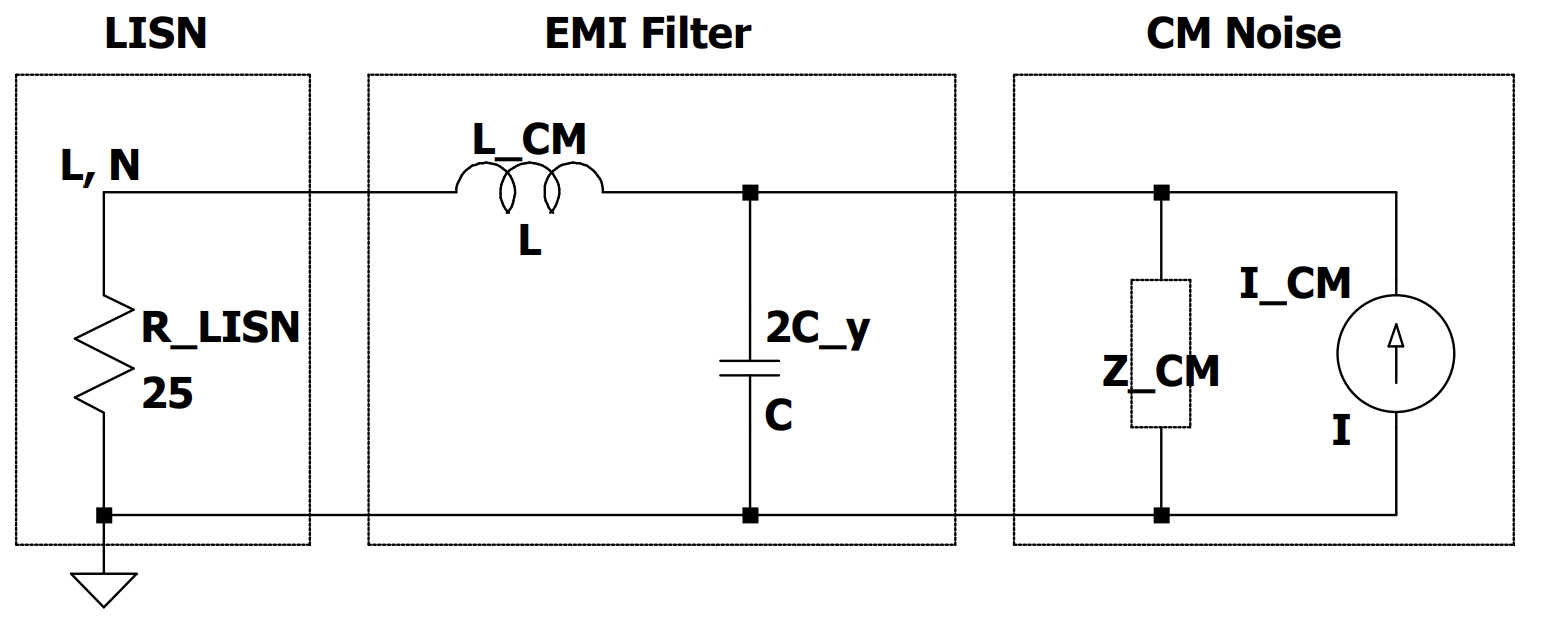 LISN
EMI Filter
CM Noise
L, N
L_CM
L
R_LISN
25
2C_y
C
Z_CM
I_CM
I